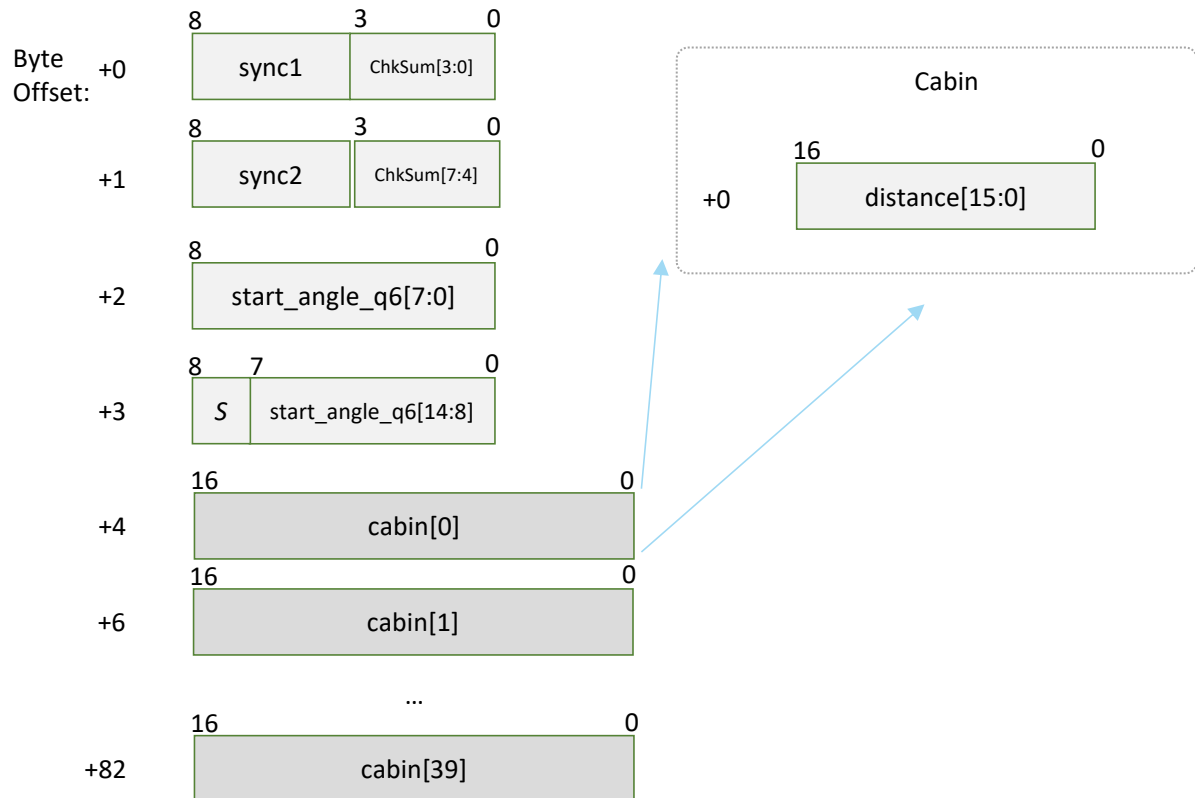 8 3 0
Byte
Offset:
+0 sync1 ChkSum[3:0]
8 3 0
+1 sync2 ChkSum[7:4]
8 0
+2 start_angle_q6[7:0]
8 7 0
+3 S start_angle_q6[14:8]
16 0
+4 cabin[0]
16 0
+6 cabin[1]
...
16 0
+82 cabin[39]
Cabin
16 0
+0 distance[15:0]